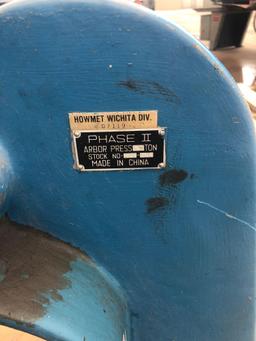 HOWMET WICHITA DIV.
PHASE II
ARBOR PRESS TON
STOCK NO.
MADE IN CHINA